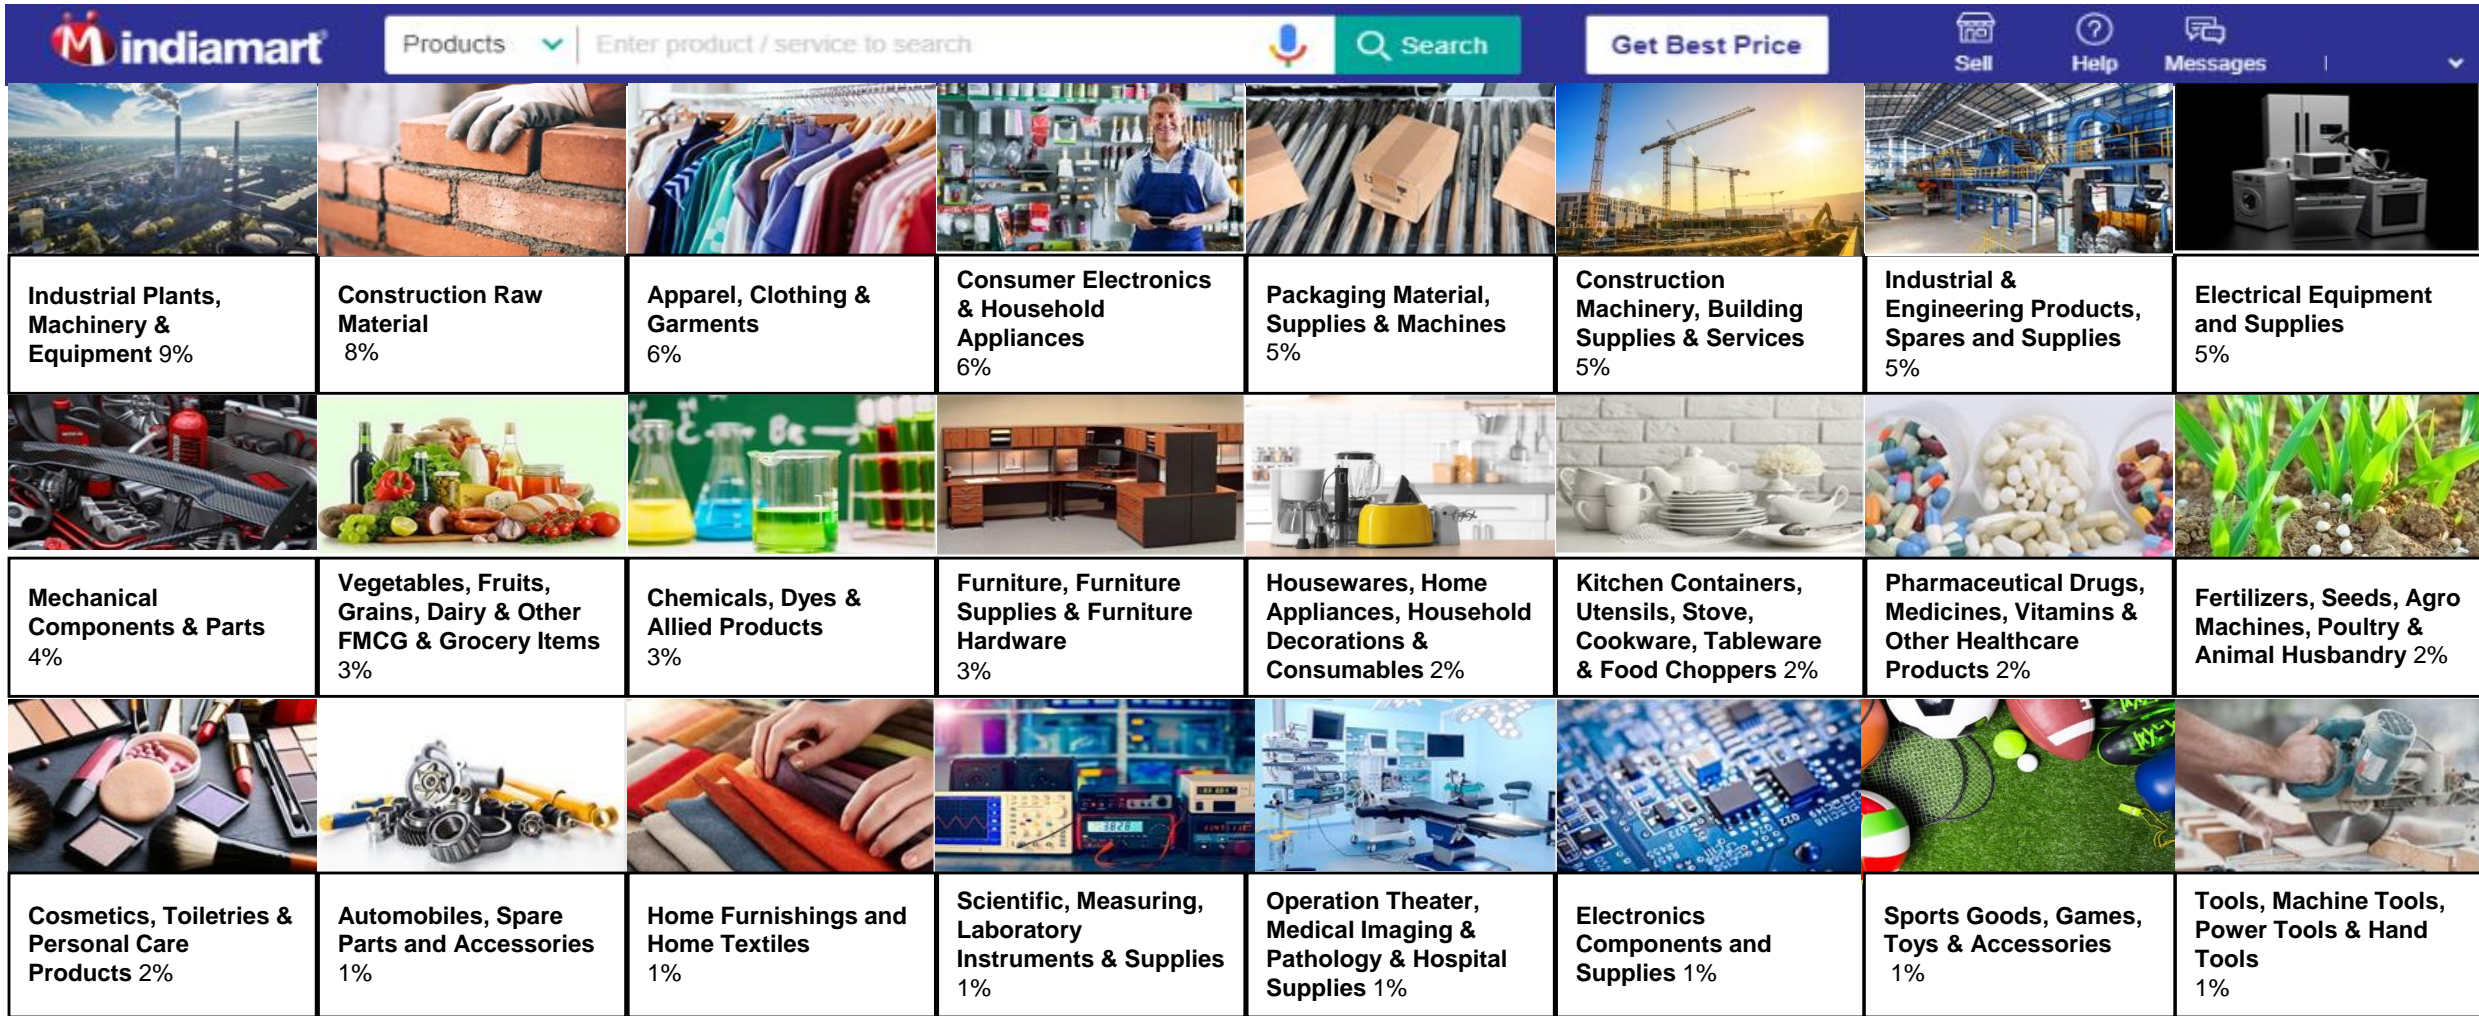 indiamart
Products
Enter product / service to search
Search
Get Best Price
Sell
Help
Messages
Industrial Plants,
Machinery &
Equipment 9%
Construction Raw
Material
8%
Apparel, Clothing &
Garments
6%
Consumer Electronics
& Household
Appliances
6%
Packaging Material,
Supplies & Machines
5%
Construction
Machinery, Building
Supplies & Services
5%
Industrial &
Engineering Products,
Spares and Supplies
5%
Electrical Equipment
and Supplies
5%
Mechanical
Components & Parts
4%
Vegetables, Fruits,
Grains, Dairy & Other
FMCG & Grocery Items
3%
Chemicals, Dyes &
Allied Products
3%
Furniture, Furniture
Supplies & Furniture
Hardware
3%
Housewares, Home
Appliances, Household
Decorations &
Consumables 2%
Kitchen Containers,
Utensils, Stove,
Cookware, Tableware
& Food Choppers 2%
Pharmaceutical Drugs,
Medicines, Vitamins &
Other Healthcare
Products 2%
Fertilizers, Seeds, Agro
Machines, Poultry &
Animal Husbandry 2%
Cosmetics, Toiletries &
Personal Care
Products 2%
Automobiles, Spare
Parts and Accessories
1%
Home Furnishings and
Home Textiles
1%
Scientific, Measuring,
Laboratory
Instruments & Supplies
1%
Operation Theater,
Medical Imaging &
Pathology & Hospital
Supplies 1%
Electronics
Components and
Supplies 1%
Sports Goods, Games,
Toys & Accessories
1%
Tools, Machine Tools,
Power Tools & Hand
Tools
1%